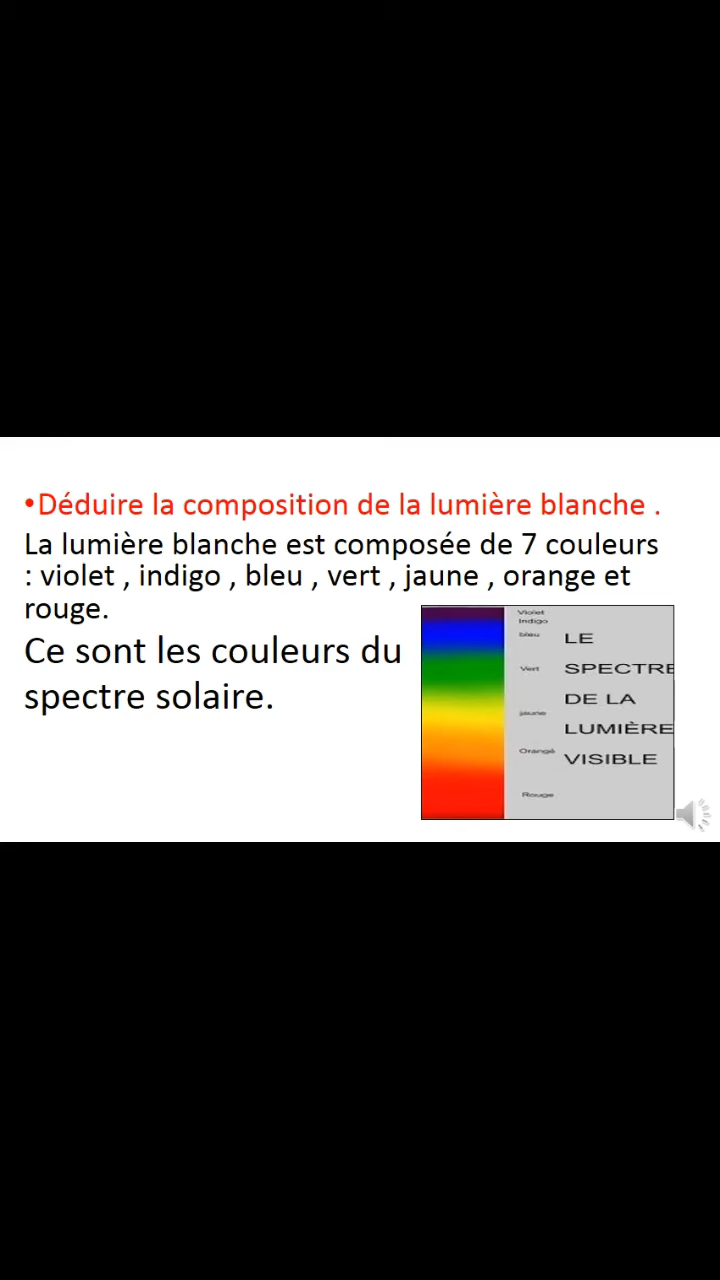 •Déduire la composition de la lumière blanche .
La lumière blanche est composée de 7 couleurs
: violet , indigo , bleu , vert , jaune , orange et
rouge.
Ce sont les couleurs du
spectre solaire.
Violet
Indigo
bleu
Vert
jaune
Orangé
Rouge
LE
SPECTRE
DE LA
LUMIÈRE
VISIBLE